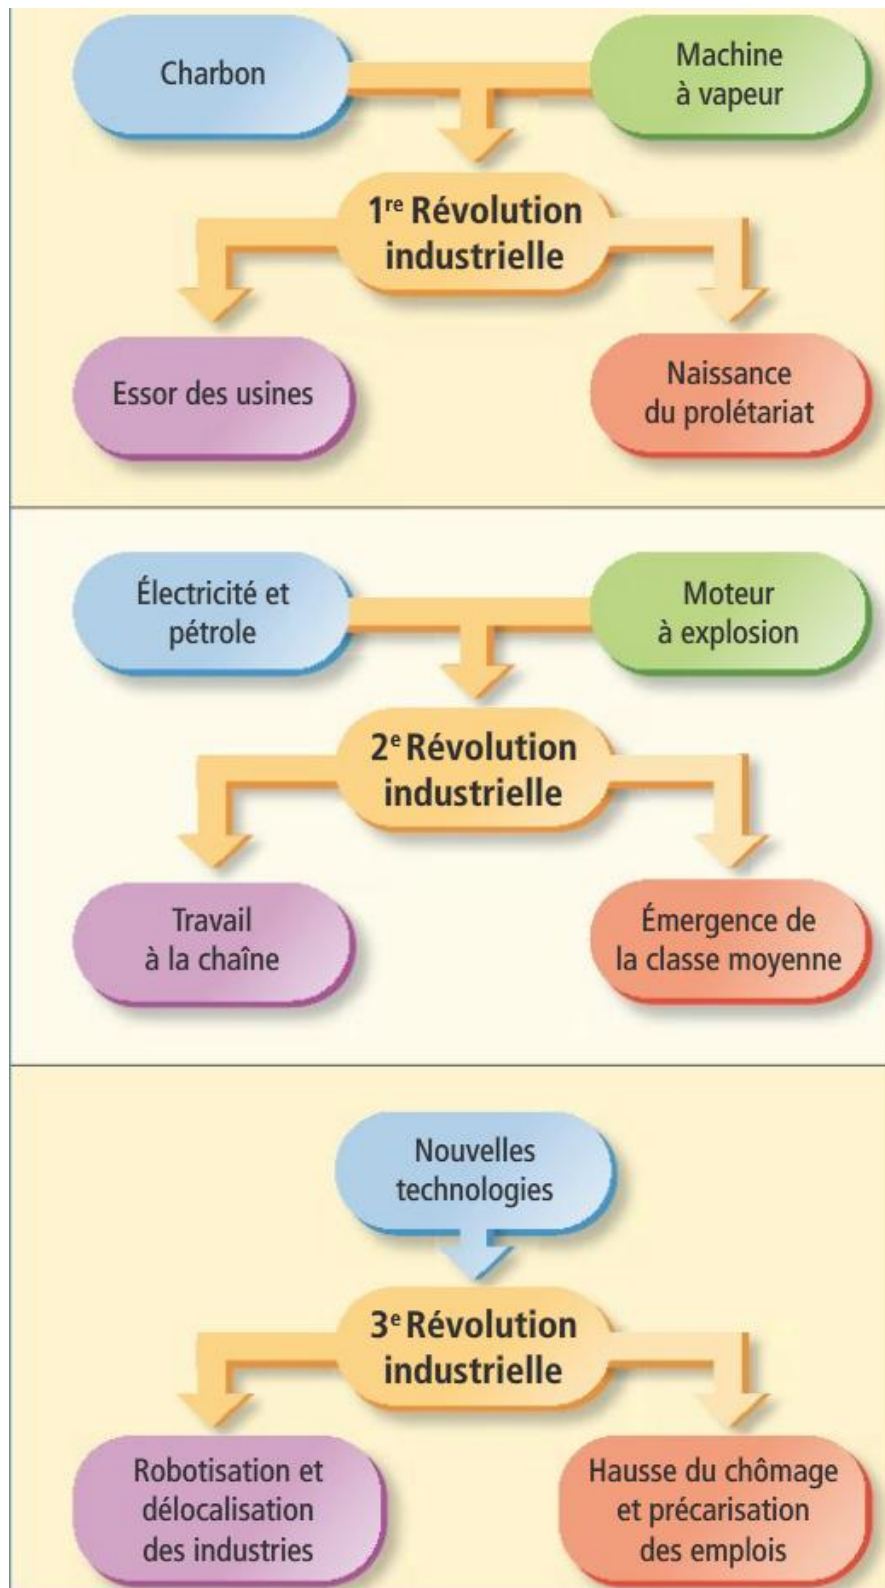 Charbon
Machine
à vapeur
1re Révolution
industrielle
Essor des usines
Naissance
du prolétariat
Électricité et
pétrole
Moteur
à explosion
2e Révolution
industrielle
Travail
à la chaîne
Émergence de
la classe moyenne
Nouvelles
technologies
3e Révolution
industrielle
Robotisation et
délocalisation
des industries
Hausse du chômage
et précarisation
des emplois